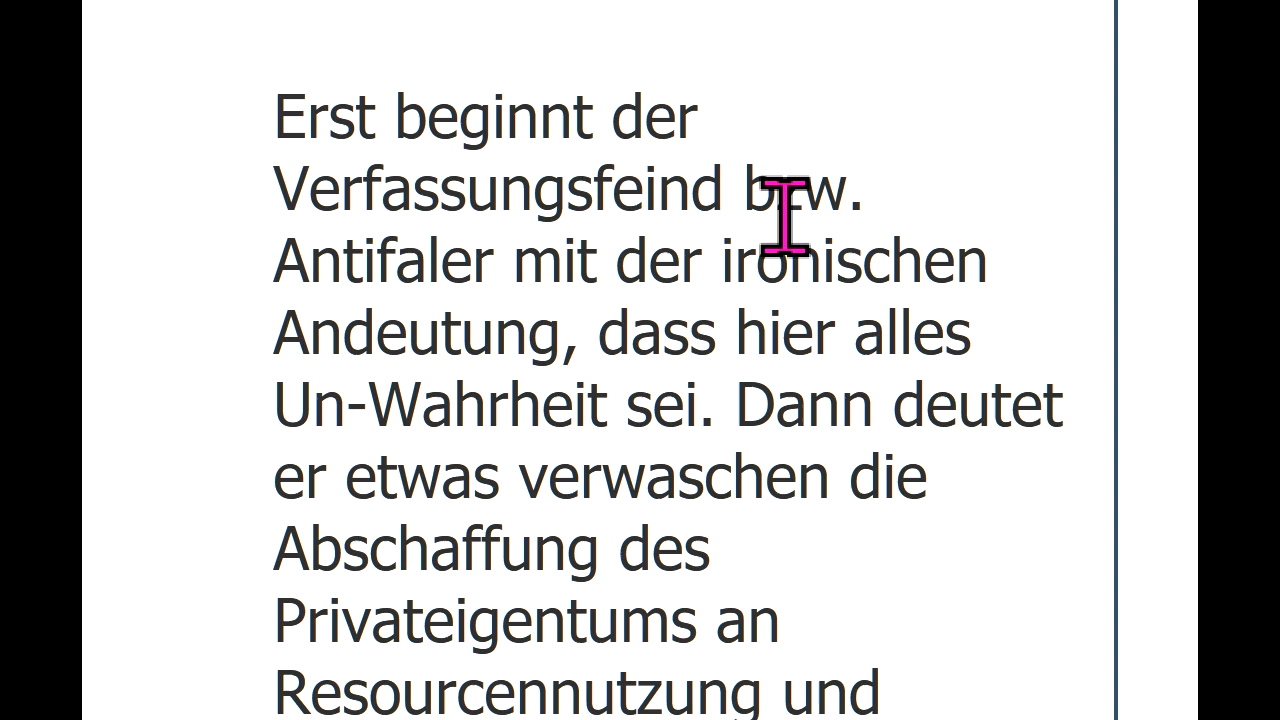 Erst beginnt der
Verfassungsfeind bzw.
Antifaler mit der ironischen
Andeutung, dass hier alles
Un-Wahrheit sei. Dann deutet
er etwas verwaschen die
Abschaffung des
Privateigentums an
Resourcennutzung und